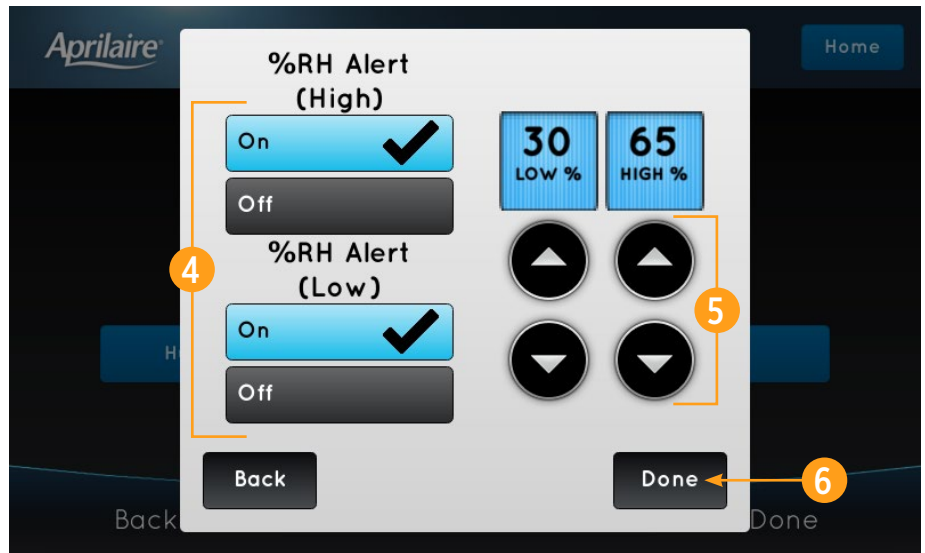 Aprilaire
Home
%RH Alert
(High)
On
Off
30
LOW %
65
HIGH %
4
%RH Alert
(Low)
On
Off
5
Back
Done
6
Back
Done